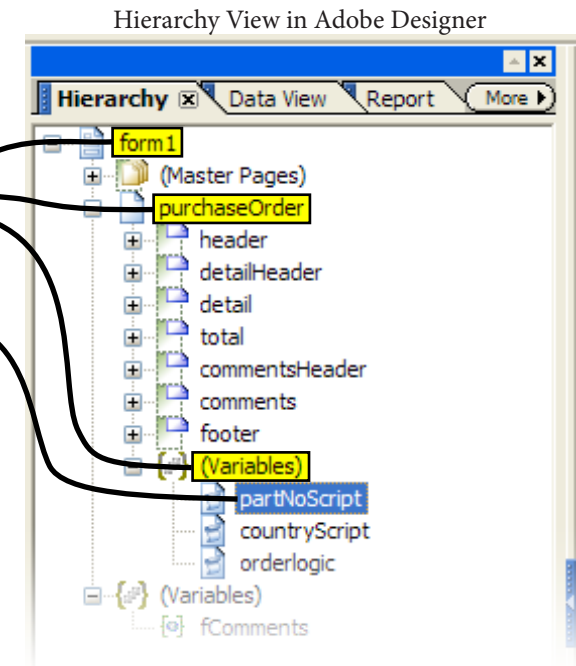 Hierarchy View in Adobe Designer
Hierarchy Data View Report More
form1
(Master Pages)
purchaseOrder
header
detailHeader
detail
total
commentsHeader
comments
footer
(Variables)
partNoScript
countryScript
orderlogic
(Variables)
fComments